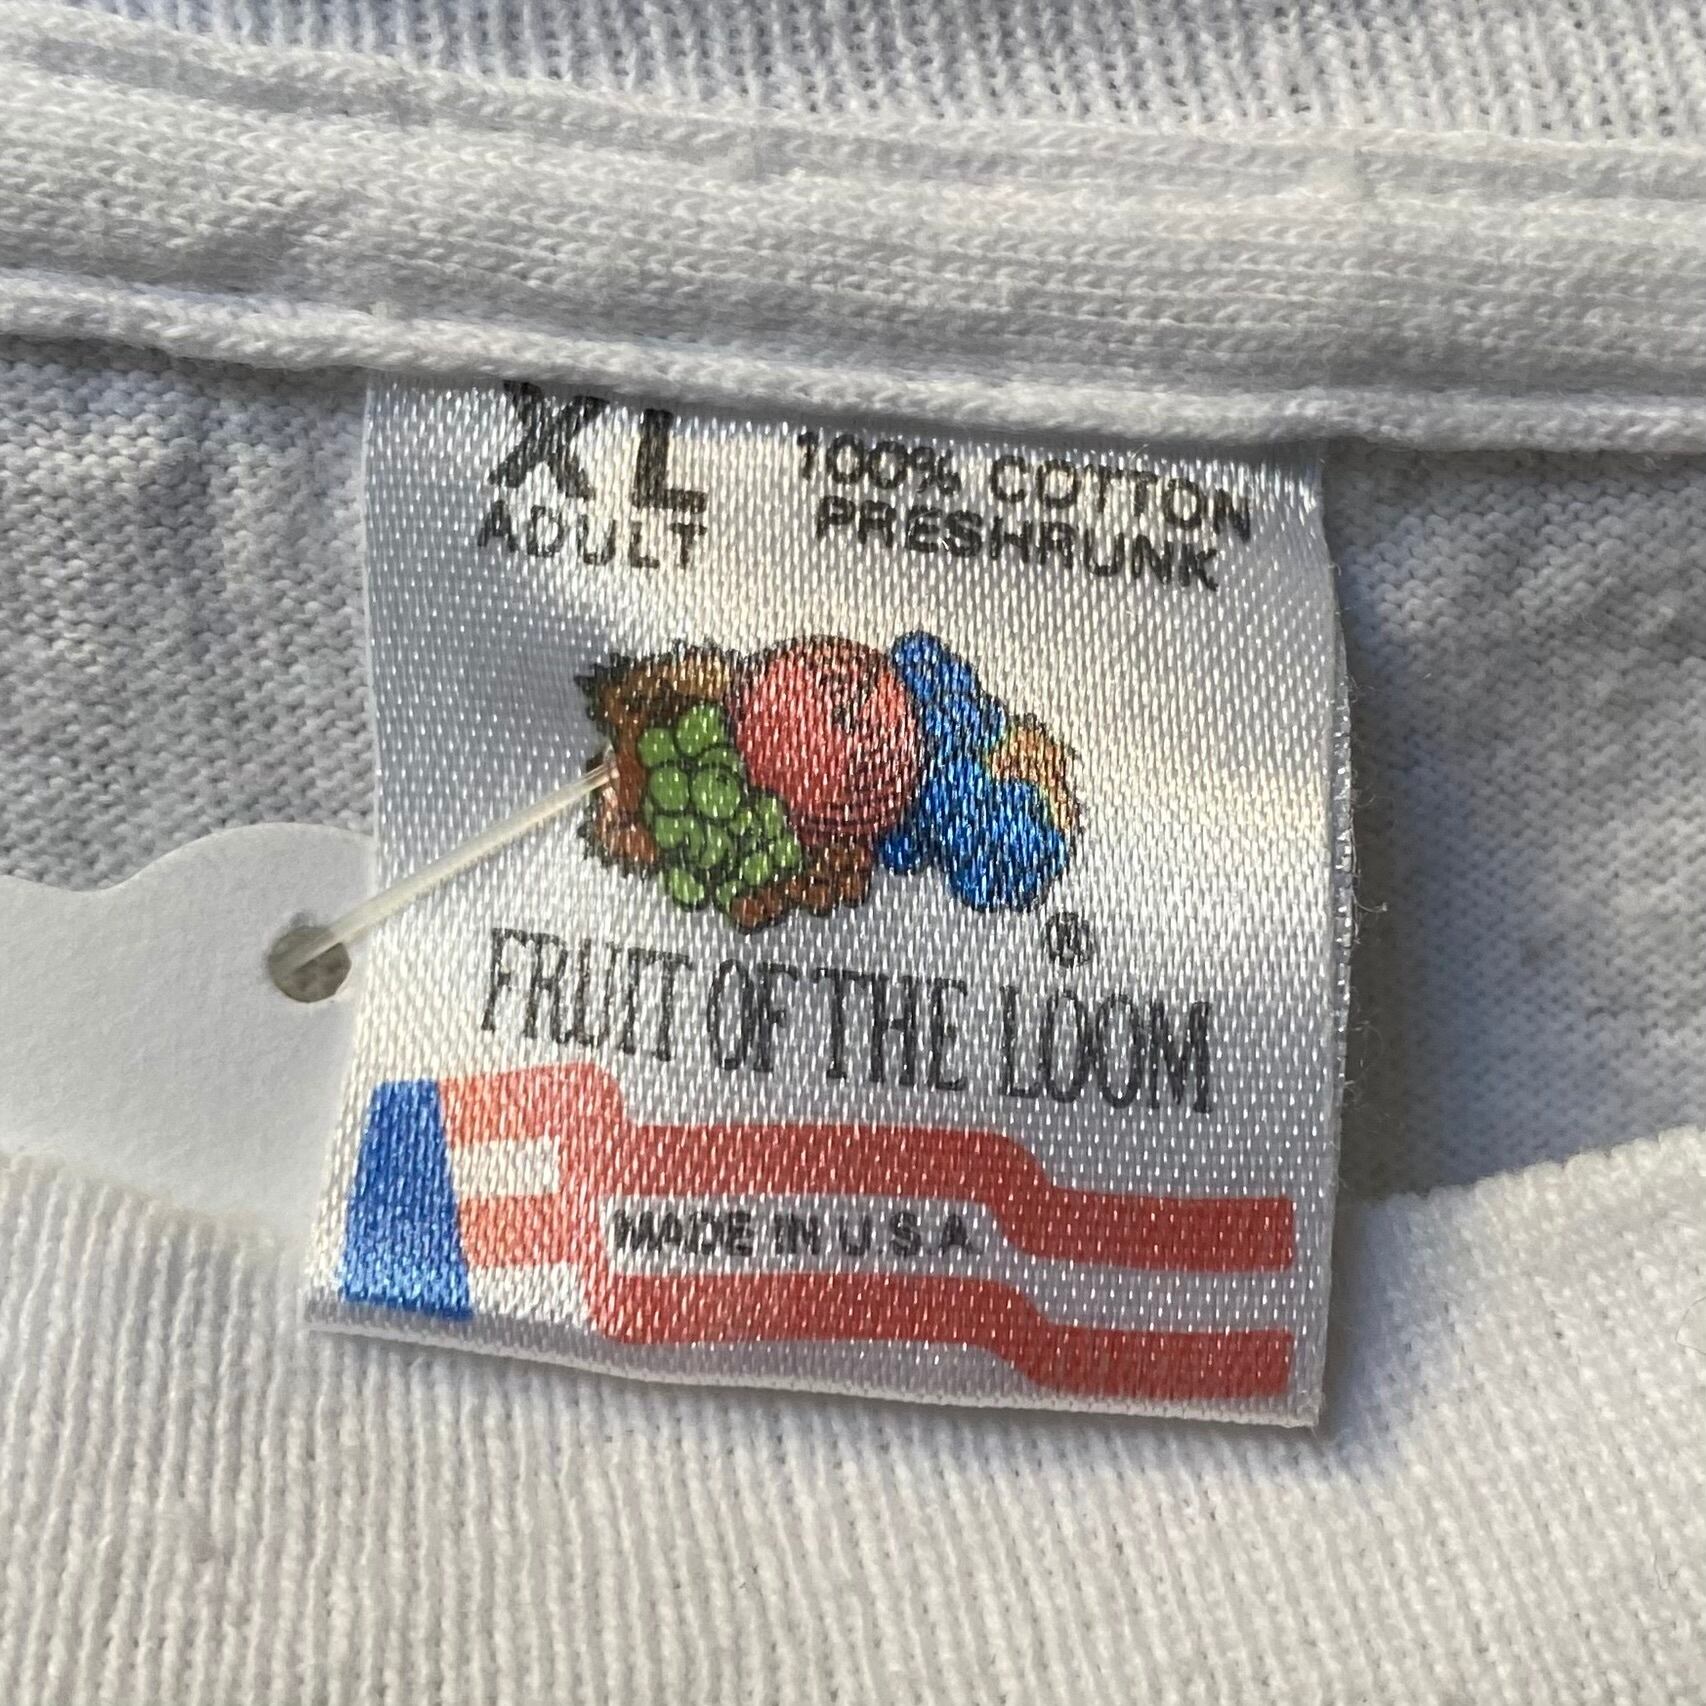 XL
ADULT
100% COTTON
PRESHRUNK
®
FRUIT OF THE LOOM
MADE IN U.S.A.